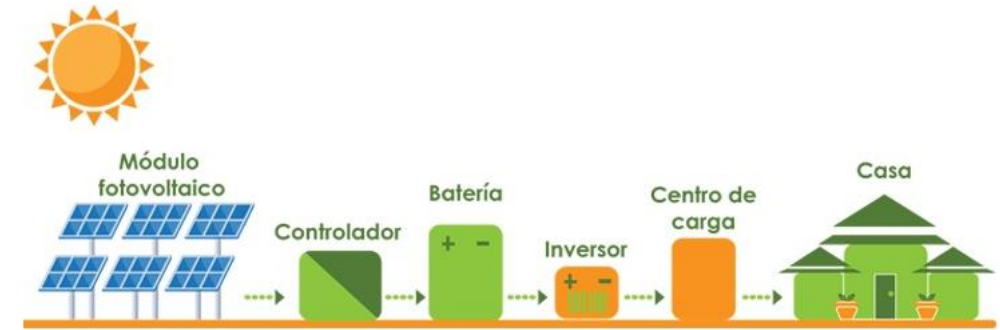 Módulo
fotovoltaico
Controlador
Batería
+ -
Inversor
+ -
Centro de
carga
Casa